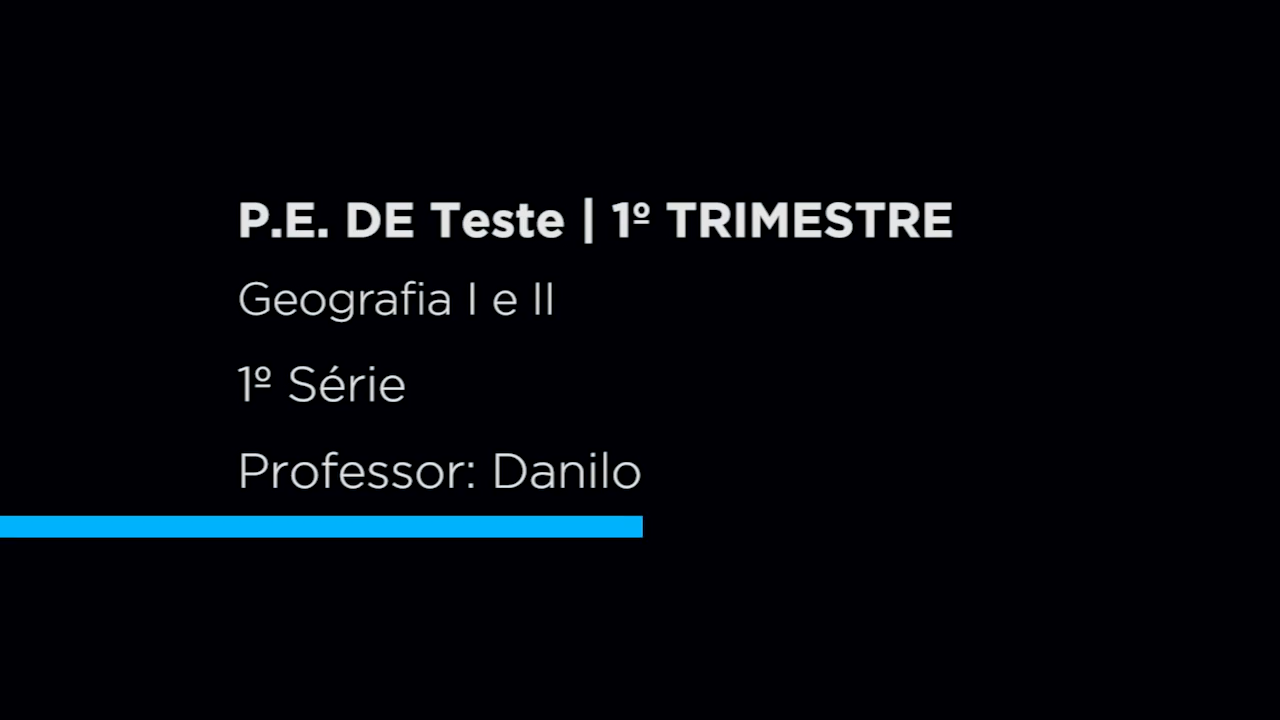 P.E. DE Teste | 1º TRIMESTRE
Geografia I e II
1º Série
Professor: Danilo